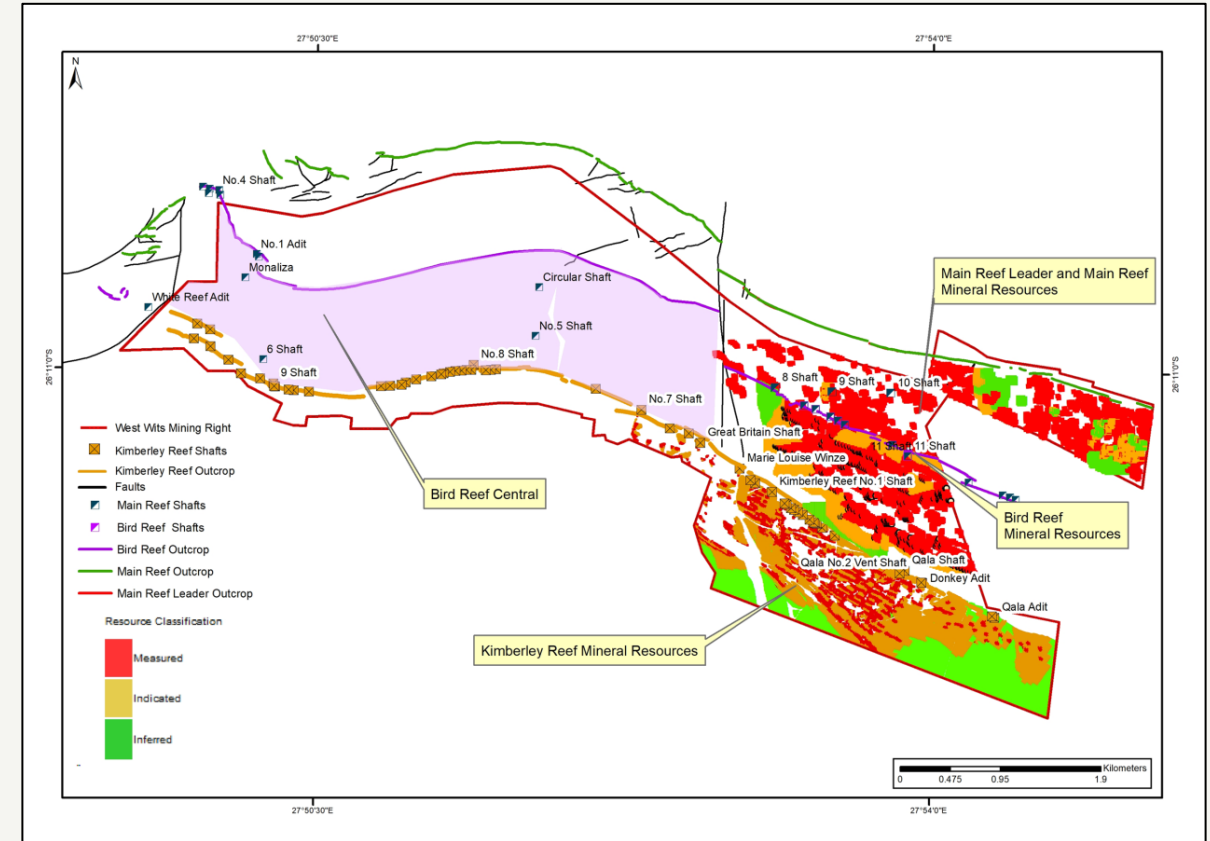 27°50'30"E
27°54'0"E
N
No.4 Shaft
No.1 Adit
Monaliza
White Reef Adit
Circular Shaft
Main Reef Leader and Main Reef
Mineral Resources
No.5 Shaft
6 Shaft
No.8 Shaft
9 Shaft
26°11'0"S
26°11'0"S
8 Shaft
9 Shaft
10 Shaft
No.7 Shaft
Great Britain Shaft
11 Shaft
11 Shaft
Marie Louise Winze
Kimberley Reef No.1 Shaft
Bird Reef Central
Bird Reef
Mineral Resources
Qala No.2 Vent Shaft
Qala Shaft
Donkey Adit
Qala Adit
Kimberley Reef Mineral Resources
West Wits Mining Right
Kimberley Reef Shafts
Kimberley Reef Outcrop
Faults
Main Reef Shafts
Bird Reef Shafts
Bird Reef Outcrop
Main Reef Outcrop
Main Reef Leader Outcrop
Resource Classification
Measured
Indicated
Inferred
Kilometers
0 0.475 0.95 1.9
27°50'30"E
27°54'0"E